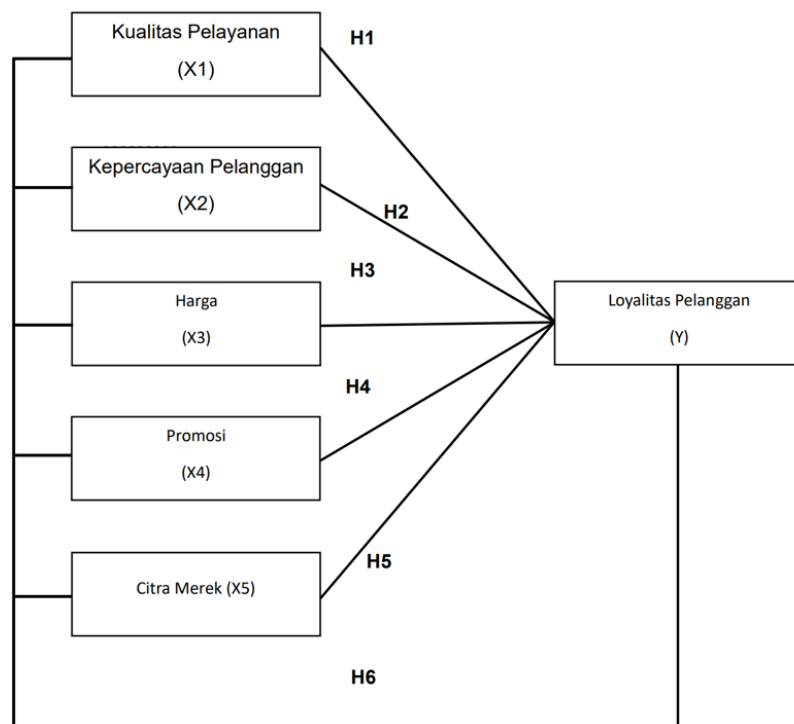 Kualitas Pelayanan
(X1)
H1
Kepercayaan Pelanggan
(X2)
H2
H3
Harga
(X3)
Loyalitas Pelanggan
(Y)
H4
Promosi
(X4)
H5
Citra Merek (X5)
H6